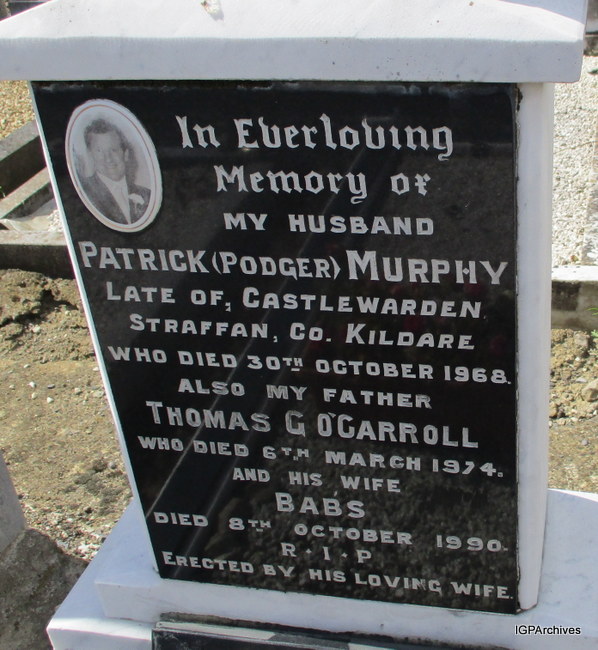 In Everloving
Memory of
MY HUSBAND
PATRICK (PODGER) MURPHY
LATE OF, CASTLEWARDEN,
STRAFFAN, CO. KILDARE
WHO DIED 30TH OCTOBER 1968.
ALSO MY FATHER
THOMAS G O'CARROLL
WHO DIED 6TH MARCH 1974.
AND HIS WIFE
BABS
DIED 8TH OCTOBER 1990.
R·I·P
ERECTED BY HIS LOVING WIFE.
IGPArchives